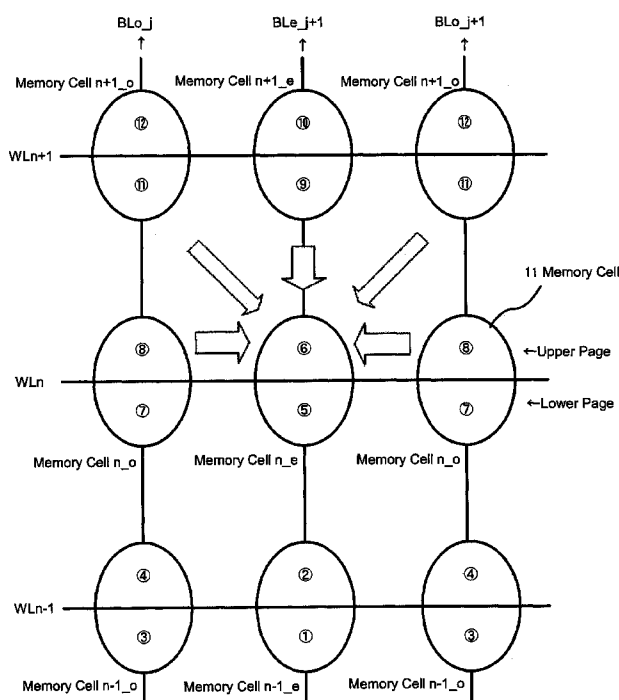 BLo_j BLe_j+1 BLo_j+1
↑ ↑ ↑
Memory Cell n+1_o Memory Cell n+1_e Memory Cell n+1_o
⑫ ⑩ ⑫
WLn+1
⑪ ⑨ ⑪
11 Memory Cell
⑧ ⑥ ⑧
←Upper Page
WLn
←Lower Page
⑦ ⑤ ⑦
Memory Cell n_o Memory Cell n_e Memory Cell n_o
④ ② ④
WLn-1
③ ① ③
Memory Cell n-1_o Memory Cell n-1_e Memory Cell n-1_o